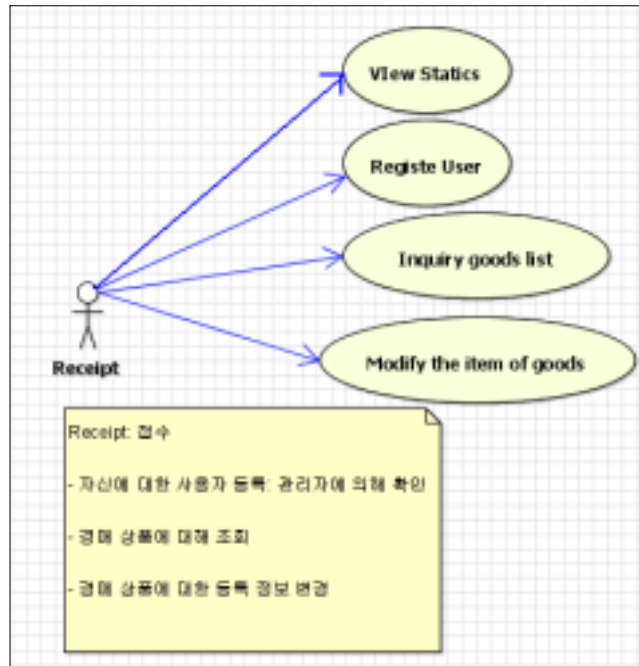 VIew Statics
Registe User
Inquiry goods list
Modify the item of goods
Receipt
Receipt: 접수
- 자신에 대한 사용자 등록: 관리자에 의해 확인
- 경매 상품에 대해 조회
- 경매 상품에 대한 등록 정보 변경